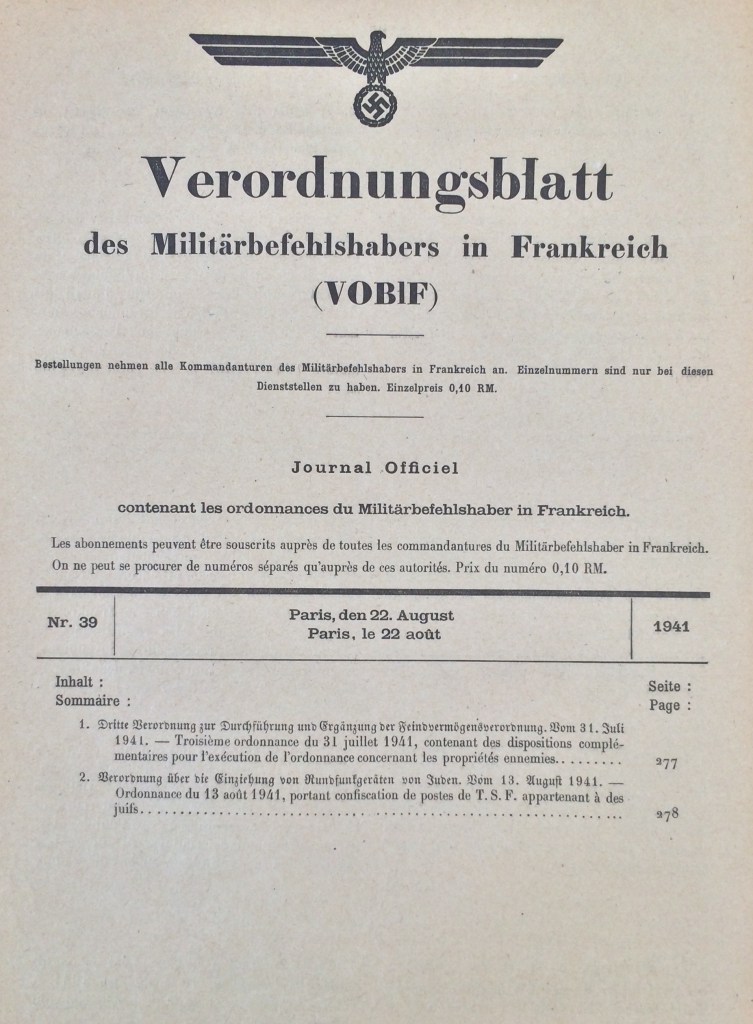 Verordnungsblatt
des Militärbefehlshabers in Frankreich
(VOBlF)
Bestellungen nehmen alle Kommandanturen des Militärbefehlshabers in Frankreich an. Einzelnummern sind nur bei diesen
Dienststellen zu haben. Einzelpreis 0,10 RM.
Journal Officiel
contenant les ordonnances du Militärbefehlshaber in Frankreich.
Les abonnements peuvent être souscrits auprès de toutes les commandantures du Militärbefehlshaber in Frankreich.
On ne peut se procurer de numéros séparés qu'auprès de ces autorités. Prix du numéro 0,10 RM.
Nr. 39
Paris, den 22. August
Paris, le 22 août
1941
Inhalt :
Sommaire :
Seite :
Page :
1. Dritte Verordnung zur Durchführung und Ergänzung der Feindvermögensverordnung. Vom 31. Juli
1941. — Troisième ordonnance du 31 juillet 1941, contenant des dispositions complé-
mentaires pour l'exécution de l'ordonnance concernant les propriétés ennemies......... 277
2. Verordnung über die Einziehung von Rundfunkgeräten von Juden. Vom 13. August 1941. —
Ordonnance du 13 août 1941, portant confiscation de postes de T. S. F. appartenant à des
juifs........................................................ 278